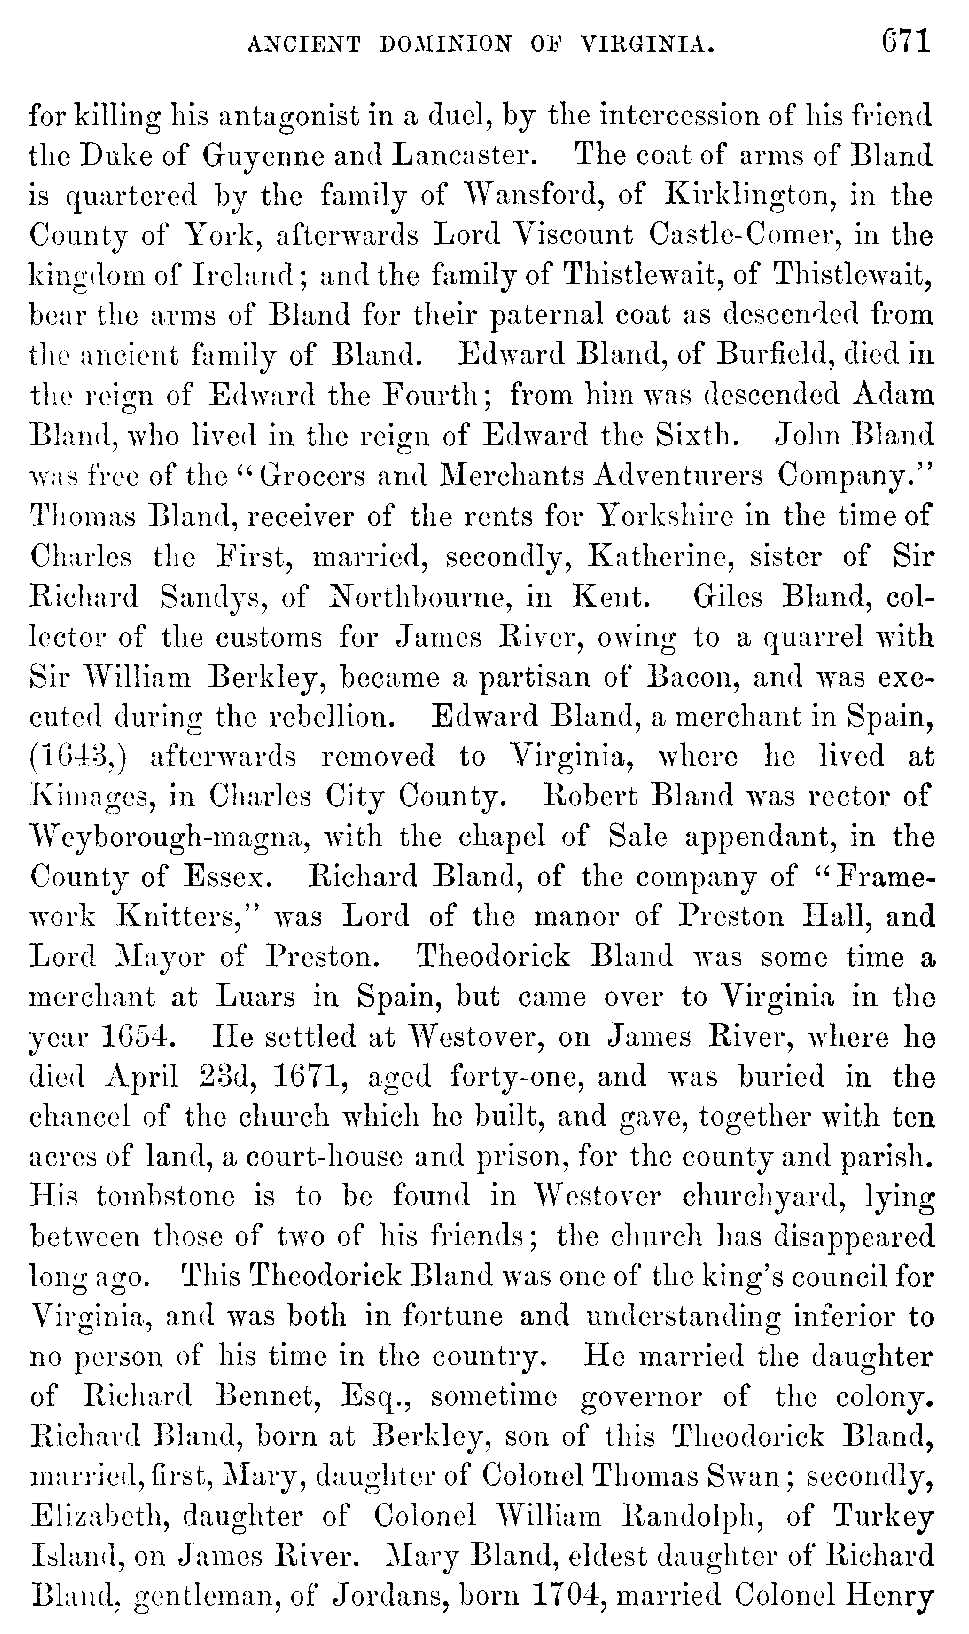 ANCIENT DOMINION OF VIRGINIA. 671
for killing his antagonist in a duel, by the intercession of his friend
the Duke of Guyenne and Lancaster. The coat of arms of Bland
is quartered by the family of Wansford, of Kirklington, in the
County of York, afterwards Lord Viscount Castle-Comer, in the
kingdom of Ireland; and the family of Thistlewait, of Thistlewait,
bear the arms of Bland for their paternal coat as descended from
the ancient family of Bland. Edward Bland, of Burfield, died in
the reign of Edward the Fourth; from him was descended Adam
Bland, who lived in the reign of Edward the Sixth. John Bland
was free of the "Grocers and Merchants Adventurers Company."
Thomas Bland, receiver of the rents for Yorkshire in the time of
Charles the First, married, secondly, Katherine, sister of Sir
Richard Sandys, of Northbourne, in Kent. Giles Bland, col-
lector of the customs for James River, owing to a quarrel with
Sir William Berkley, became a partisan of Bacon, and was exe-
cuted during the rebellion. Edward Bland, a merchant in Spain,
(1643,) afterwards removed to Virginia, where he lived at
Kimages, in Charles City County. Robert Bland was rector of
Weyborough-magna, with the chapel of Sale appendant, in the
County of Essex. Richard Bland, of the company of "Frame-
work Knitters," was Lord of the manor of Preston Hall, and
Lord Mayor of Preston. Theodorick Bland was some time a
merchant at Luars in Spain, but came over to Virginia in the
year 1654. He settled at Westover, on James River, where he
died April 23d, 1671, aged forty-one, and was buried in the
chancel of the church which he built, and gave, together with ten
acres of land, a court-house and prison, for the county and parish.
His tombstone is to be found in Westover churchyard, lying
between those of two of his friends; the church has disappeared
long ago. This Theodorick Bland was one of the king's council for
Virginia, and was both in fortune and understanding inferior to
no person of his time in the country. He married the daughter
of Richard Bennet, Esq., sometime governor of the colony.
Richard Bland, born at Berkley, son of this Theodorick Bland,
married, first, Mary, daughter of Colonel Thomas Swan; secondly,
Elizabeth, daughter of Colonel William Randolph, of Turkey
Island, on James River. Mary Bland, eldest daughter of Richard
Bland, gentleman, of Jordans, born 1704, married Colonel Henry